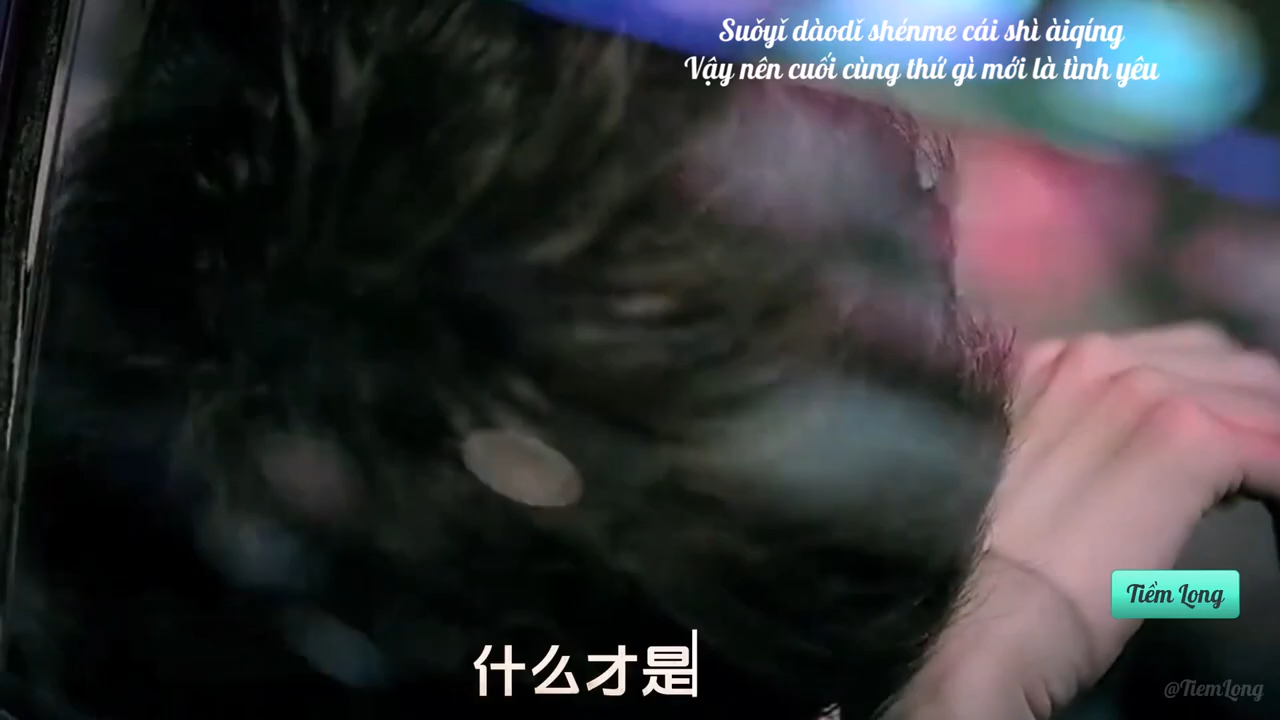 Suǒyǐ dàodǐ shénme cái shì àiqíng
Vậy nên cuối cùng thứ gì mới là tình yêu
Tiềm Long
什么才是
@TiemLong